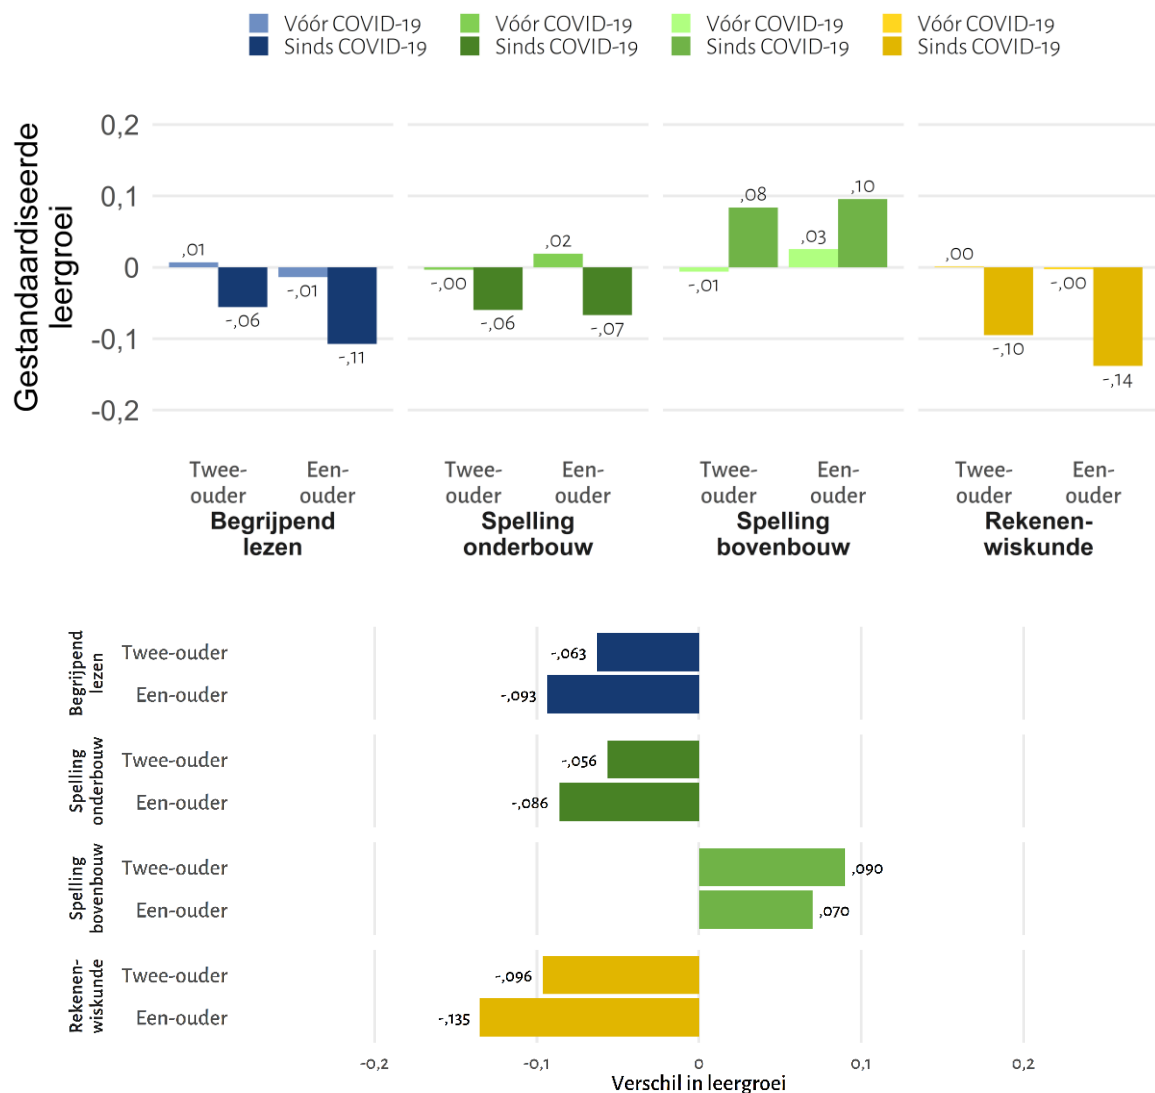 Vóór COVID-19 Vóór COVID-19 Vóór COVID-19 Vóór COVID-19
Sinds COVID-19 Sinds COVID-19 Sinds COVID-19 Sinds COVID-19
Gestandaardiseerde
leergroei
0,2
0,1
0
-0,1
-0,2
,01
-,06
-,01
-,11
-,00
-,06
,02
-,07
-,01
,08
,03
,10
,00
-,10
-,00
-,14
Twee- Een- Twee- Een- Twee- Een- Twee- Een-
ouder ouder ouder ouder ouder ouder ouder ouder
Begrijpend Spelling Spelling Rekenen-
lezen onderbouw bovenbouw wiskunde
Begrijpend
lezen
Twee-ouder -,063
Een-ouder -,093
Spelling
onderbouw
Twee-ouder -,056
Een-ouder -,086
Spelling
bovenbouw
Twee-ouder ,090
Een-ouder ,070
Rekenen-
wiskunde
Twee-ouder -,096
Een-ouder -,135
-0,2 -0,1 0 0,1 0,2
Verschil in leergroei